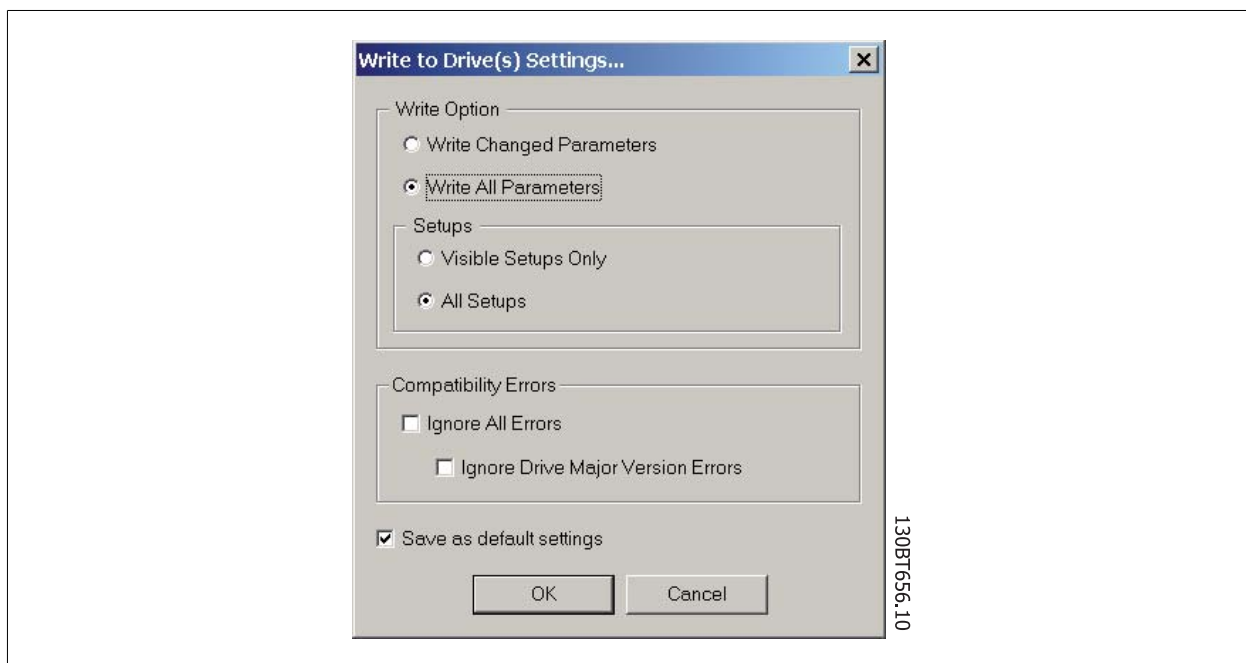 Write to Drive(s) Settings...
Write Option
Write Changed Parameters
Write All Parameters
Setups
Visible Setups Only
All Setups
Compatibility Errors
Ignore All Errors
Ignore Drive Major Version Errors
Save as default settings
OK Cancel
130BT656.10